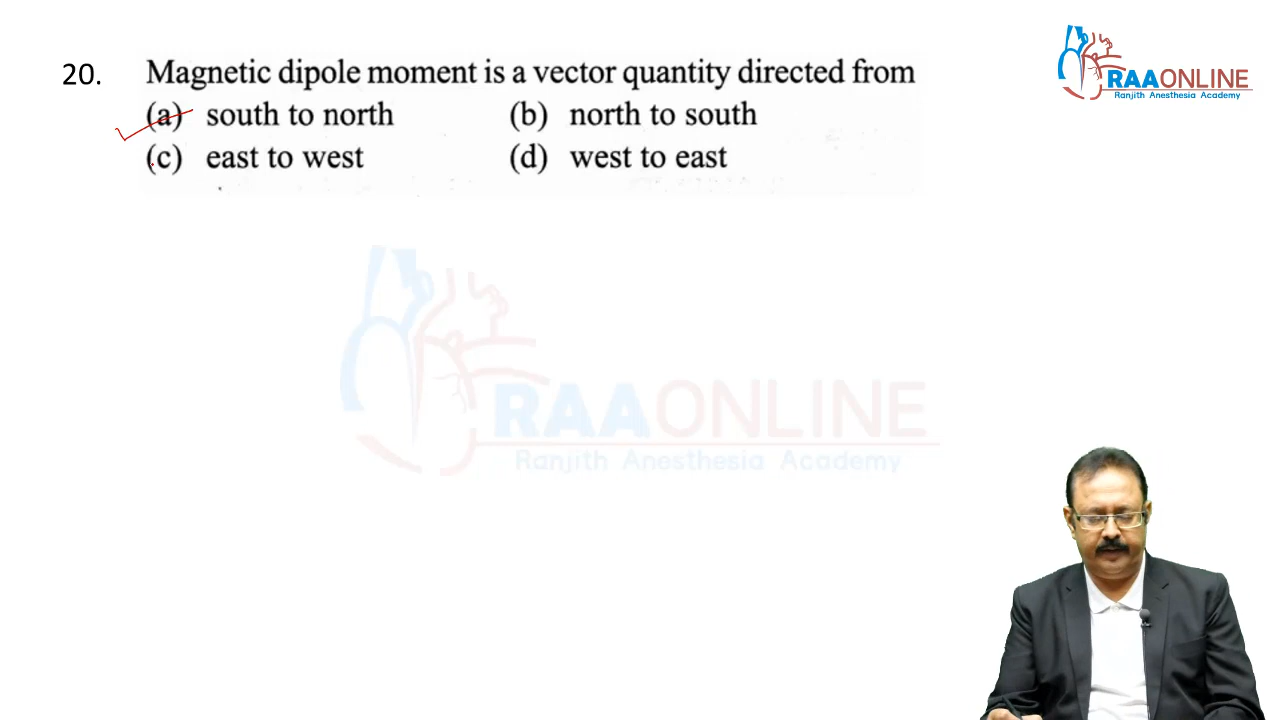 20. Magnetic dipole moment is a vector quantity directed from
(a) south to north (b) north to south
(c) east to west (d) west to east
RAAONLINE
Ranjith Anesthesia Academy
RAAONLINE
Ranjith Anesthesia Academy